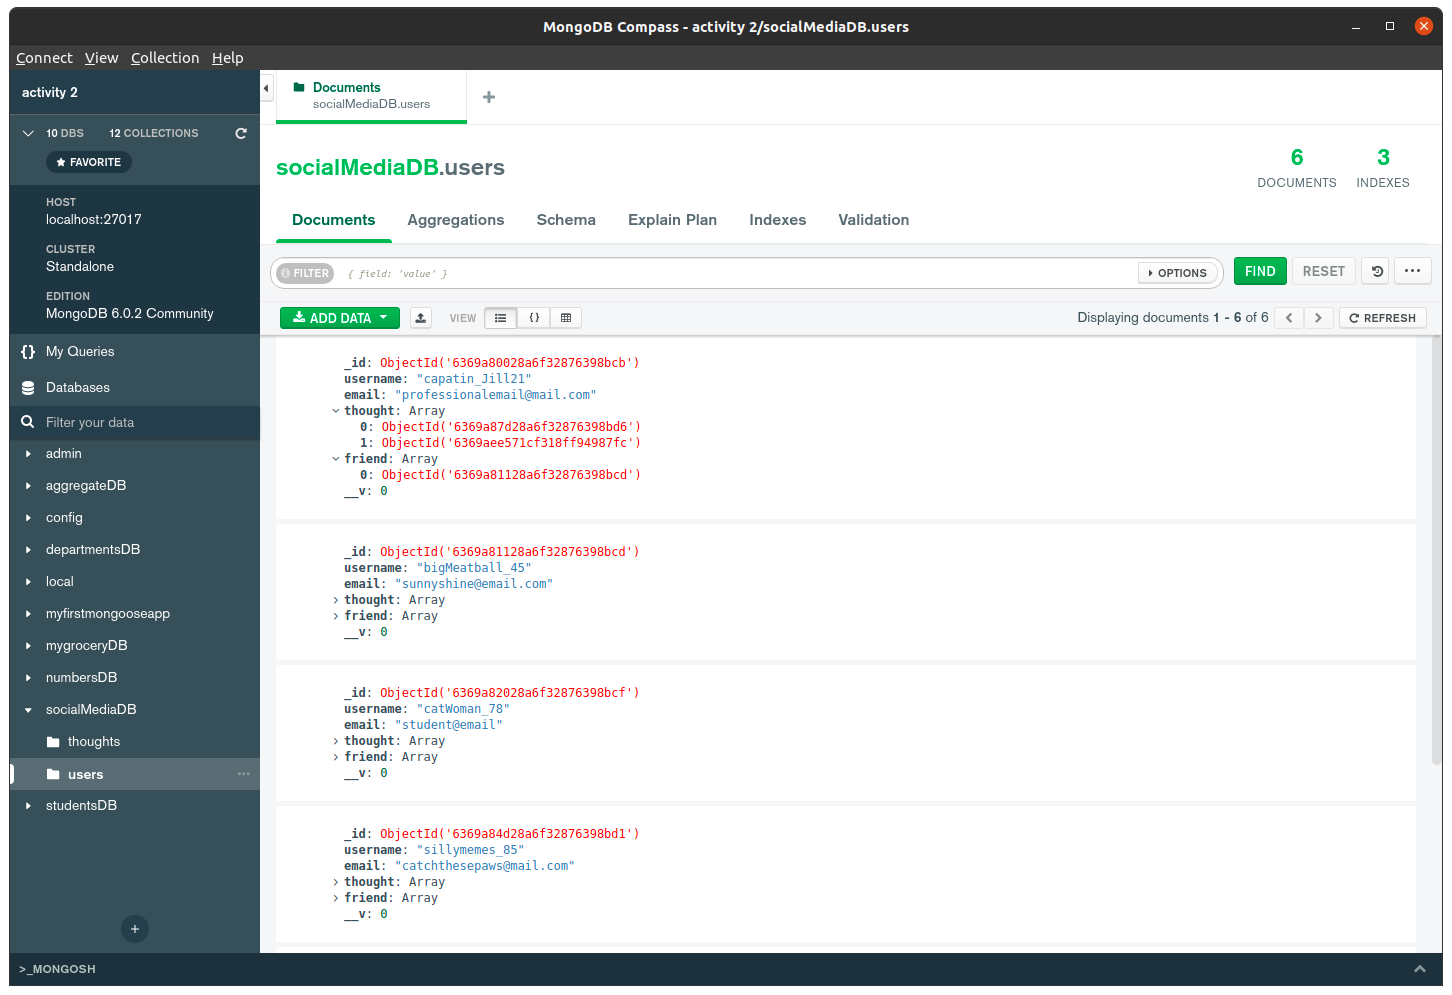 MongoDB Compass - activity 2/socialMediaDB.users
Connect View Collection Help
activity 2
10 DBS 12 COLLECTIONS
FAVORITE
HOST
localhost:27017
CLUSTER
Standalone
EDITION
MongoDB 6.0.2 Community
{} My Queries
Databases
Filter your data
admin
aggregateDB
config
departmentsDB
local
myfirstmongooseapp
mygroceryDB
numbersDB
socialMediaDB
thoughts
users
studentsDB
Documents
socialMediaDB.users
socialMediaDB.users
6
DOCUMENTS
3
INDEXES
Documents Aggregations Schema Explain Plan Indexes Validation
FILTER { field: 'value' } OPTIONS FIND RESET
ADD DATA VIEW {} Displaying documents 1 - 6 of 6 REFRESH
_id: ObjectId('6369a80028a6f32876398bcb')
username: "capatin_Jill21"
email: "professionalemail@mail.com"
thought: Array
0: ObjectId('6369a87d28a6f32876398bd6')
1: ObjectId('6369aee571cf318ff94987fc')
friend: Array
0: ObjectId('6369a81128a6f32876398bcd')
__v: 0
_id: ObjectId('6369a81128a6f32876398bcd')
username: "bigMeatball_45"
email: "sunnyshine@email.com"
thought: Array
friend: Array
__v: 0
_id: ObjectId('6369a82028a6f32876398bcf')
username: "catWoman_78"
email: "student@email"
thought: Array
friend: Array
__v: 0
_id: ObjectId('6369a84d28a6f32876398bd1')
username: "sillymemes_85"
email: "catchthesepaws@mail.com"
thought: Array
friend: Array
__v: 0
>_MONGOSH